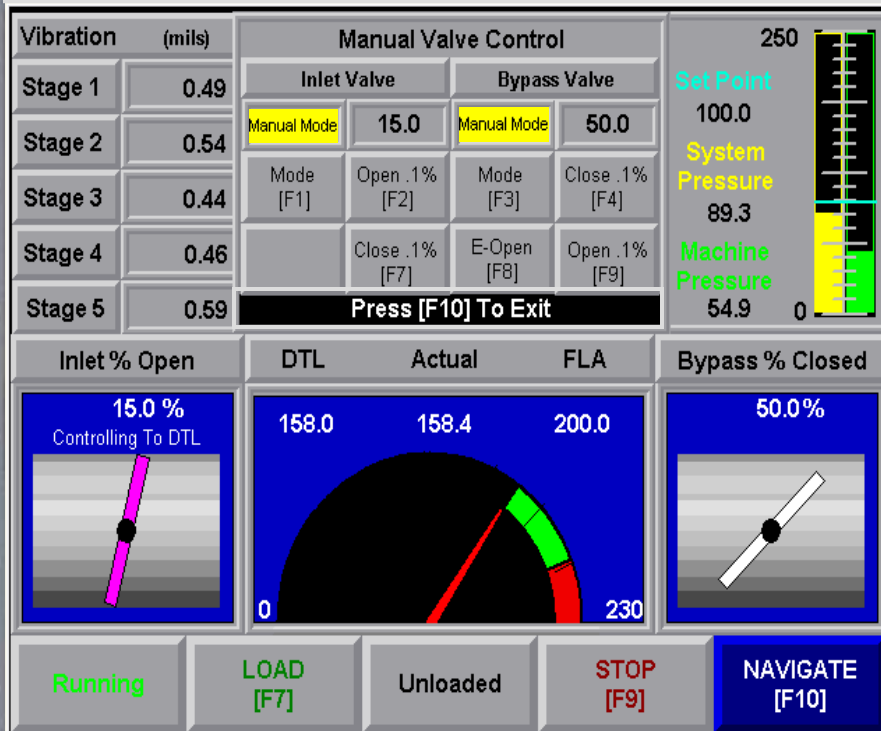 Vibration (mils)
Stage 1 0.49
Stage 2 0.54
Stage 3 0.44
Stage 4 0.46
Stage 5 0.59
Manual Valve Control
Inlet Valve Bypass Valve
Manual Mode 15.0 Manual Mode 50.0
Mode Open .1% Mode Close .1%
[F1] [F2] [F3] [F4]
Close .1% E-Open Open .1%
[F7] [F8] [F9]
Press [F10] To Exit
250
Set Point
100.0
System
Pressure
89.3
Machine
Pressure
54.9 0
Inlet % Open
15.0 %
Controlling To DTL
DTL Actual FLA
158.0 158.4 200.0
0 230
Bypass % Closed
50.0%
Running
LOAD
[F7]
Unloaded
STOP
[F9]
NAVIGATE
[F10]